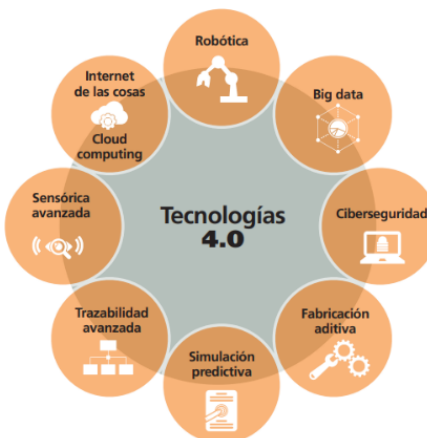 Robótica
Big data
Ciberseguridad
Fabricación
aditiva
Simulación
predictiva
Trazabilidad
avanzada
Sensórica
avanzada
Internet
de las cosas
Cloud
computing
Tecnologías
4.0